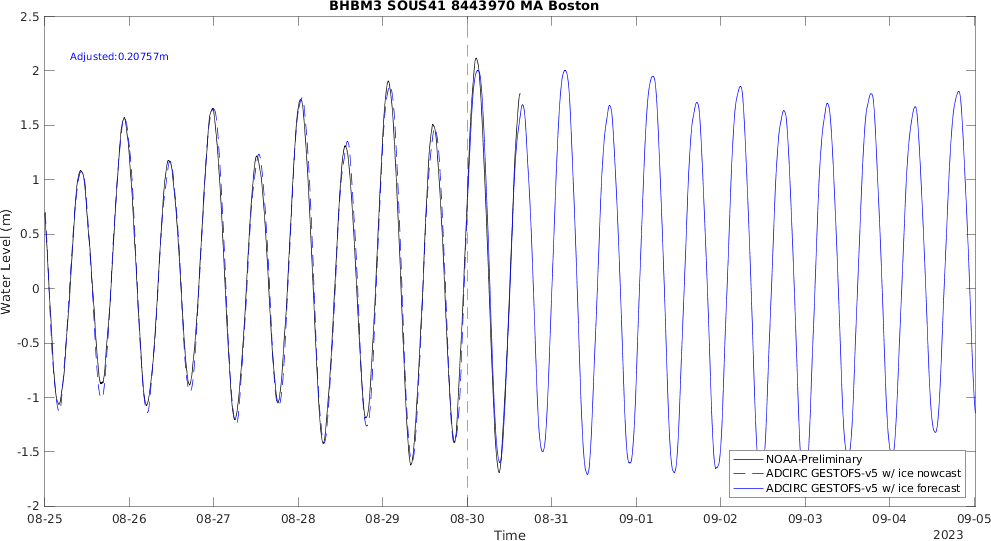 BHBM3 SOUS41 8443970 MA Boston
Adjusted:0.20757m
2.5
2
1.5
1
0.5
0
-0.5
-1
-1.5
-2
Water Level (m)
NOAA-Preliminary
ADCIRC GESTOFS-v5 w/ ice nowcast
ADCIRC GESTOFS-v5 w/ ice forecast
08-25 08-26 08-27 08-28 08-29 08-30 08-31 09-01 09-02 09-03 09-04 09-05
Time
2023